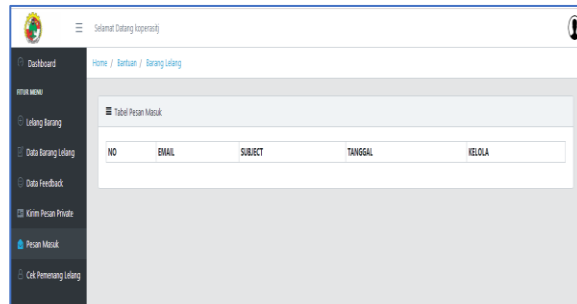 Selamat Datang koperasitj
Dashboard
Home / Bantuan / Barang Lelang
FITUR MENU
Lelang Barang
Tabel Pesan Masuk
Data Barang Lelang
NO EMAIL SUBJECT TANGGAL KELOLA
Data Feedback
Kirim Pesan Private
Pesan Masuk
Cek Pemenang Lelang